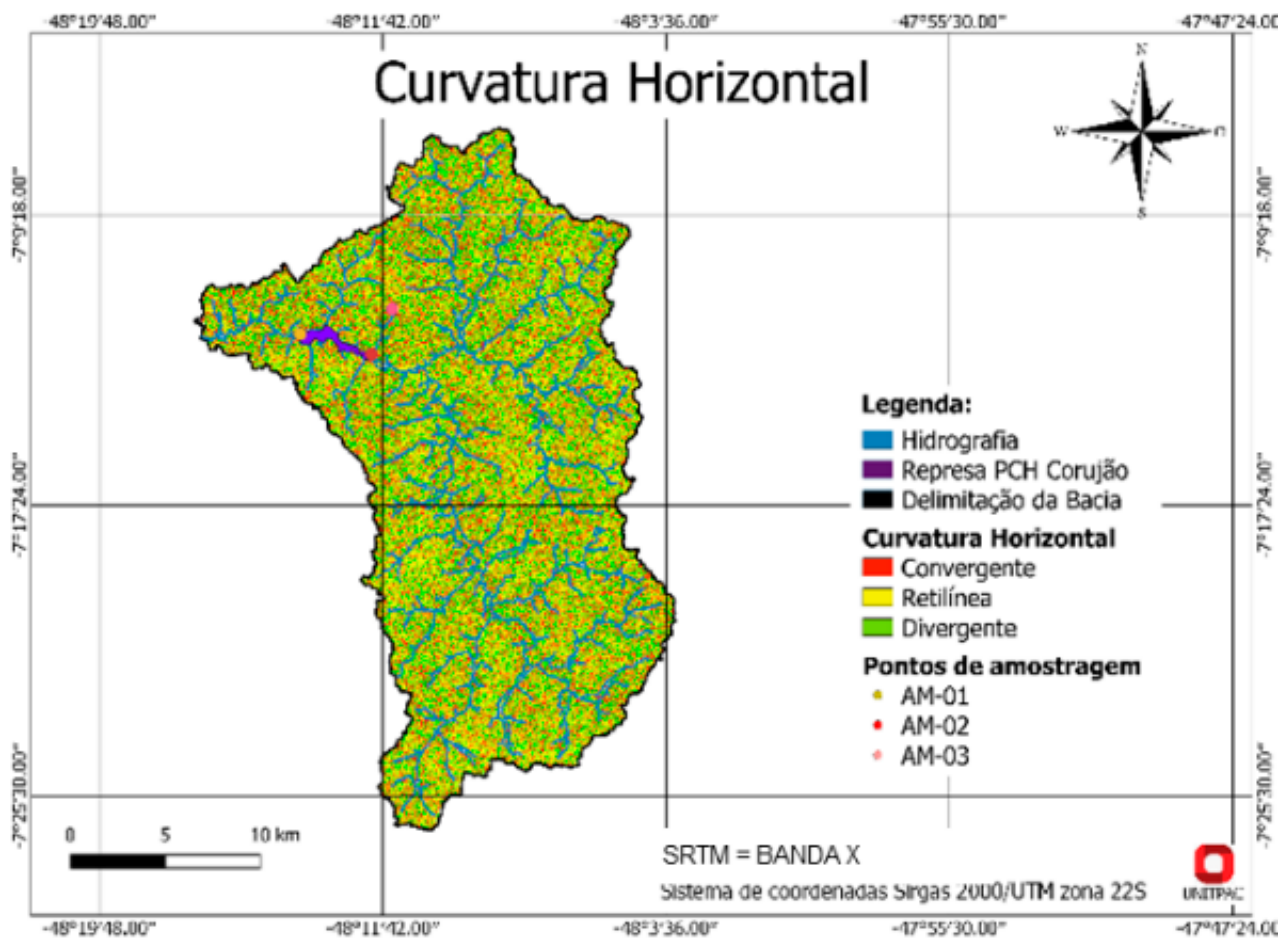 -48°19'48.00" -48°11'42.00" -48°3'36.00" -47°55'30.00" -47°47'24.00
Curvatura Horizontal
N
W
S
-7°9'18.00" -7°9'18.00"
-7°17'24.00" -7°17'24.00"
-7°25'30.00" -7°25'30.00"
Legenda:
Hidrografia
Represa PCH Corujão
Delimitação da Bacia
Curvatura Horizontal
Convergente
Retilínea
Divergente
Pontos de amostragem
AM-01
AM-02
AM-03
0 5 10 km
SRTM = BANDA X
Sistema de coordenadas Sirgas 2000/UTM zona 22S
UNITPAC
-48°19'48.00" -48°11'42.00" -48°3'36.00" -47°55'30.00" -47°47'24.00